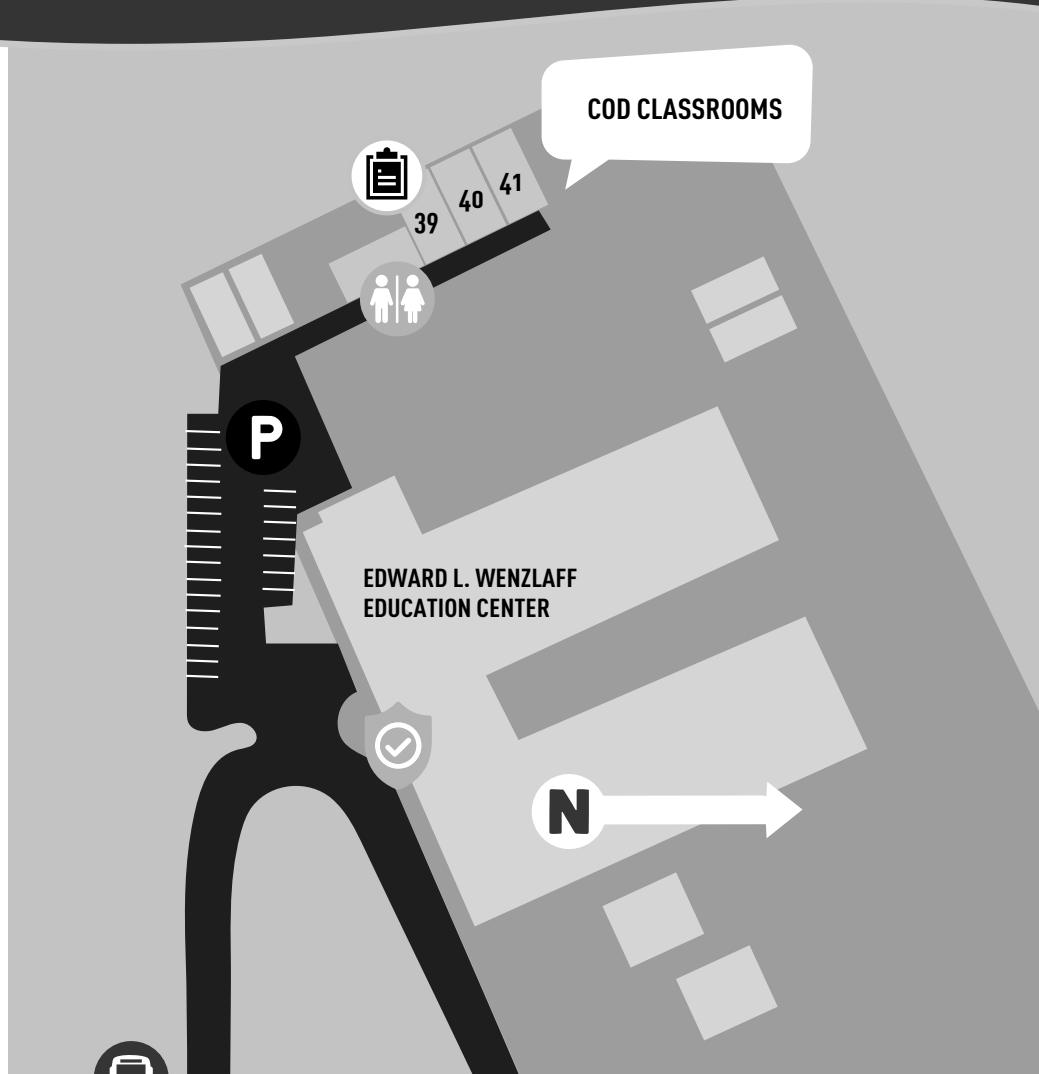 COD CLASSROOMS
41
40
39
P
EDWARD L. WENZLAFF
EDUCATION CENTER
N